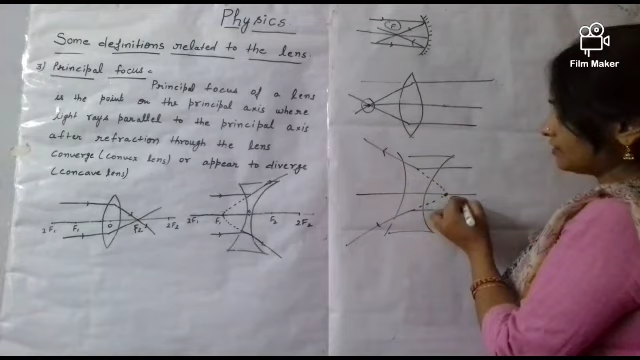 Physics.
Some definitions related to the lens
3) Principal focus =
Principal focus of a lens
is the point on the principal axis where
light rays parallel to the principal axis
after refraction through the lens
converge (convex lens) or appear to diverge
(concave lens)
F
2F1 F1 O F2 2F2
F1 F2 2F2
Film Maker